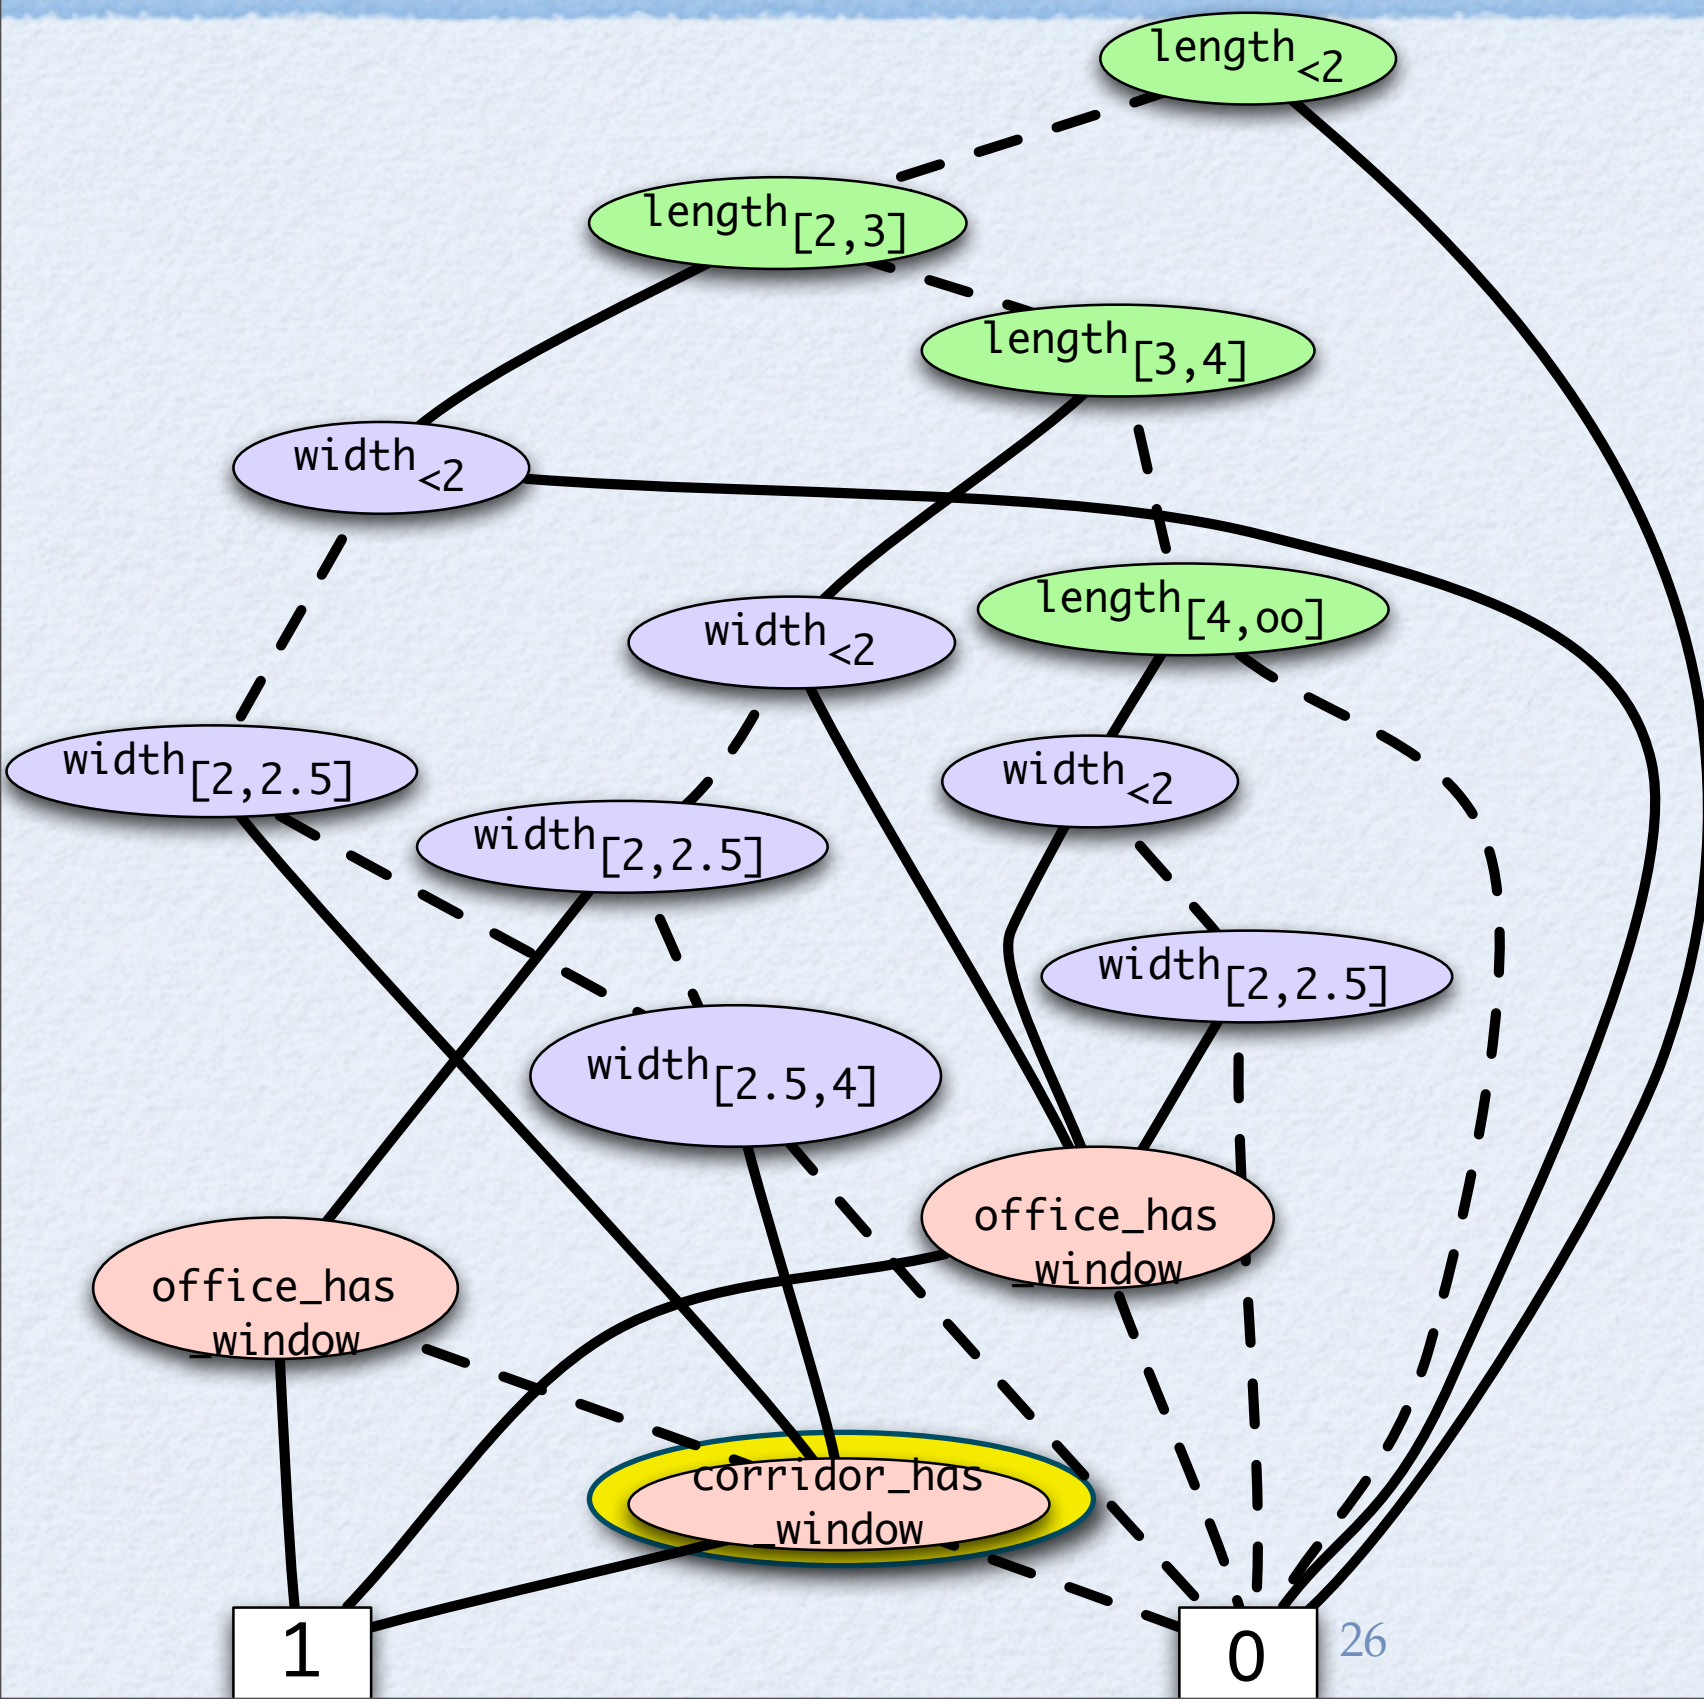 length<2
length[2,3]
length[3,4]
width<2
length[4,oo]
width<2
width[2,2.5]
width<2
width[2,2.5]
width[2,2.5]
width[2.5,4]
office_has
_window
office_has
_window
corridor_has
_window
1
0
26